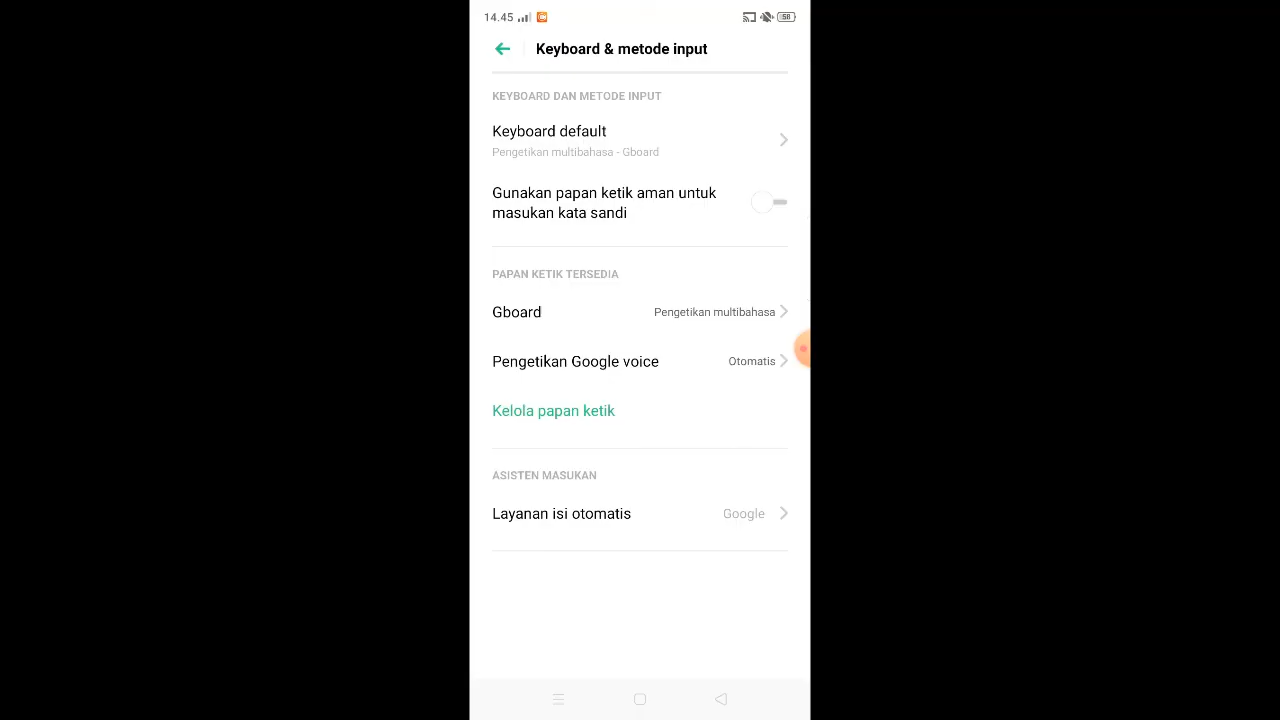 14.45
58
Keyboard & metode input
KEYBOARD DAN METODE INPUT
Keyboard default
Pengetikan multibahasa - Gboard
Gunakan papan ketik aman untuk
masukan kata sandi
PAPAN KETIK TERSEDIA
Gboard Pengetikan multibahasa
Pengetikan Google voice Otomatis
Kelola papan ketik
ASISTEN MASUKAN
Layanan isi otomatis Google